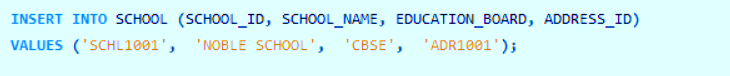 INSERT INTO SCHOOL (SCHOOL_ID, SCHOOL_NAME, EDUCATION_BOARD, ADDRESS_ID)
VALUES ('SCHL1001', 'NOBLE SCHOOL', 'CBSE', 'ADR1001');